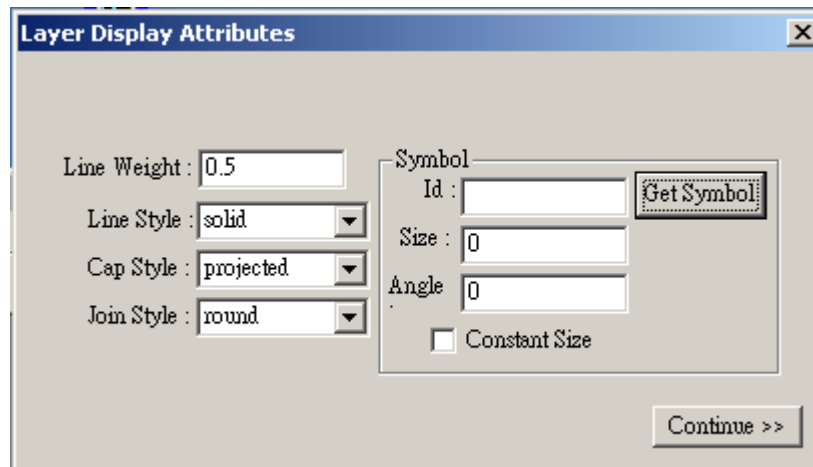 Layer Display Attributes
Line Weight : 0.5
Line Style : solid
Cap Style : projected
Join Style : round
Symbol
Id :
Get Symbol
Size : 0
Angle : 0
Constant Size
Continue >>